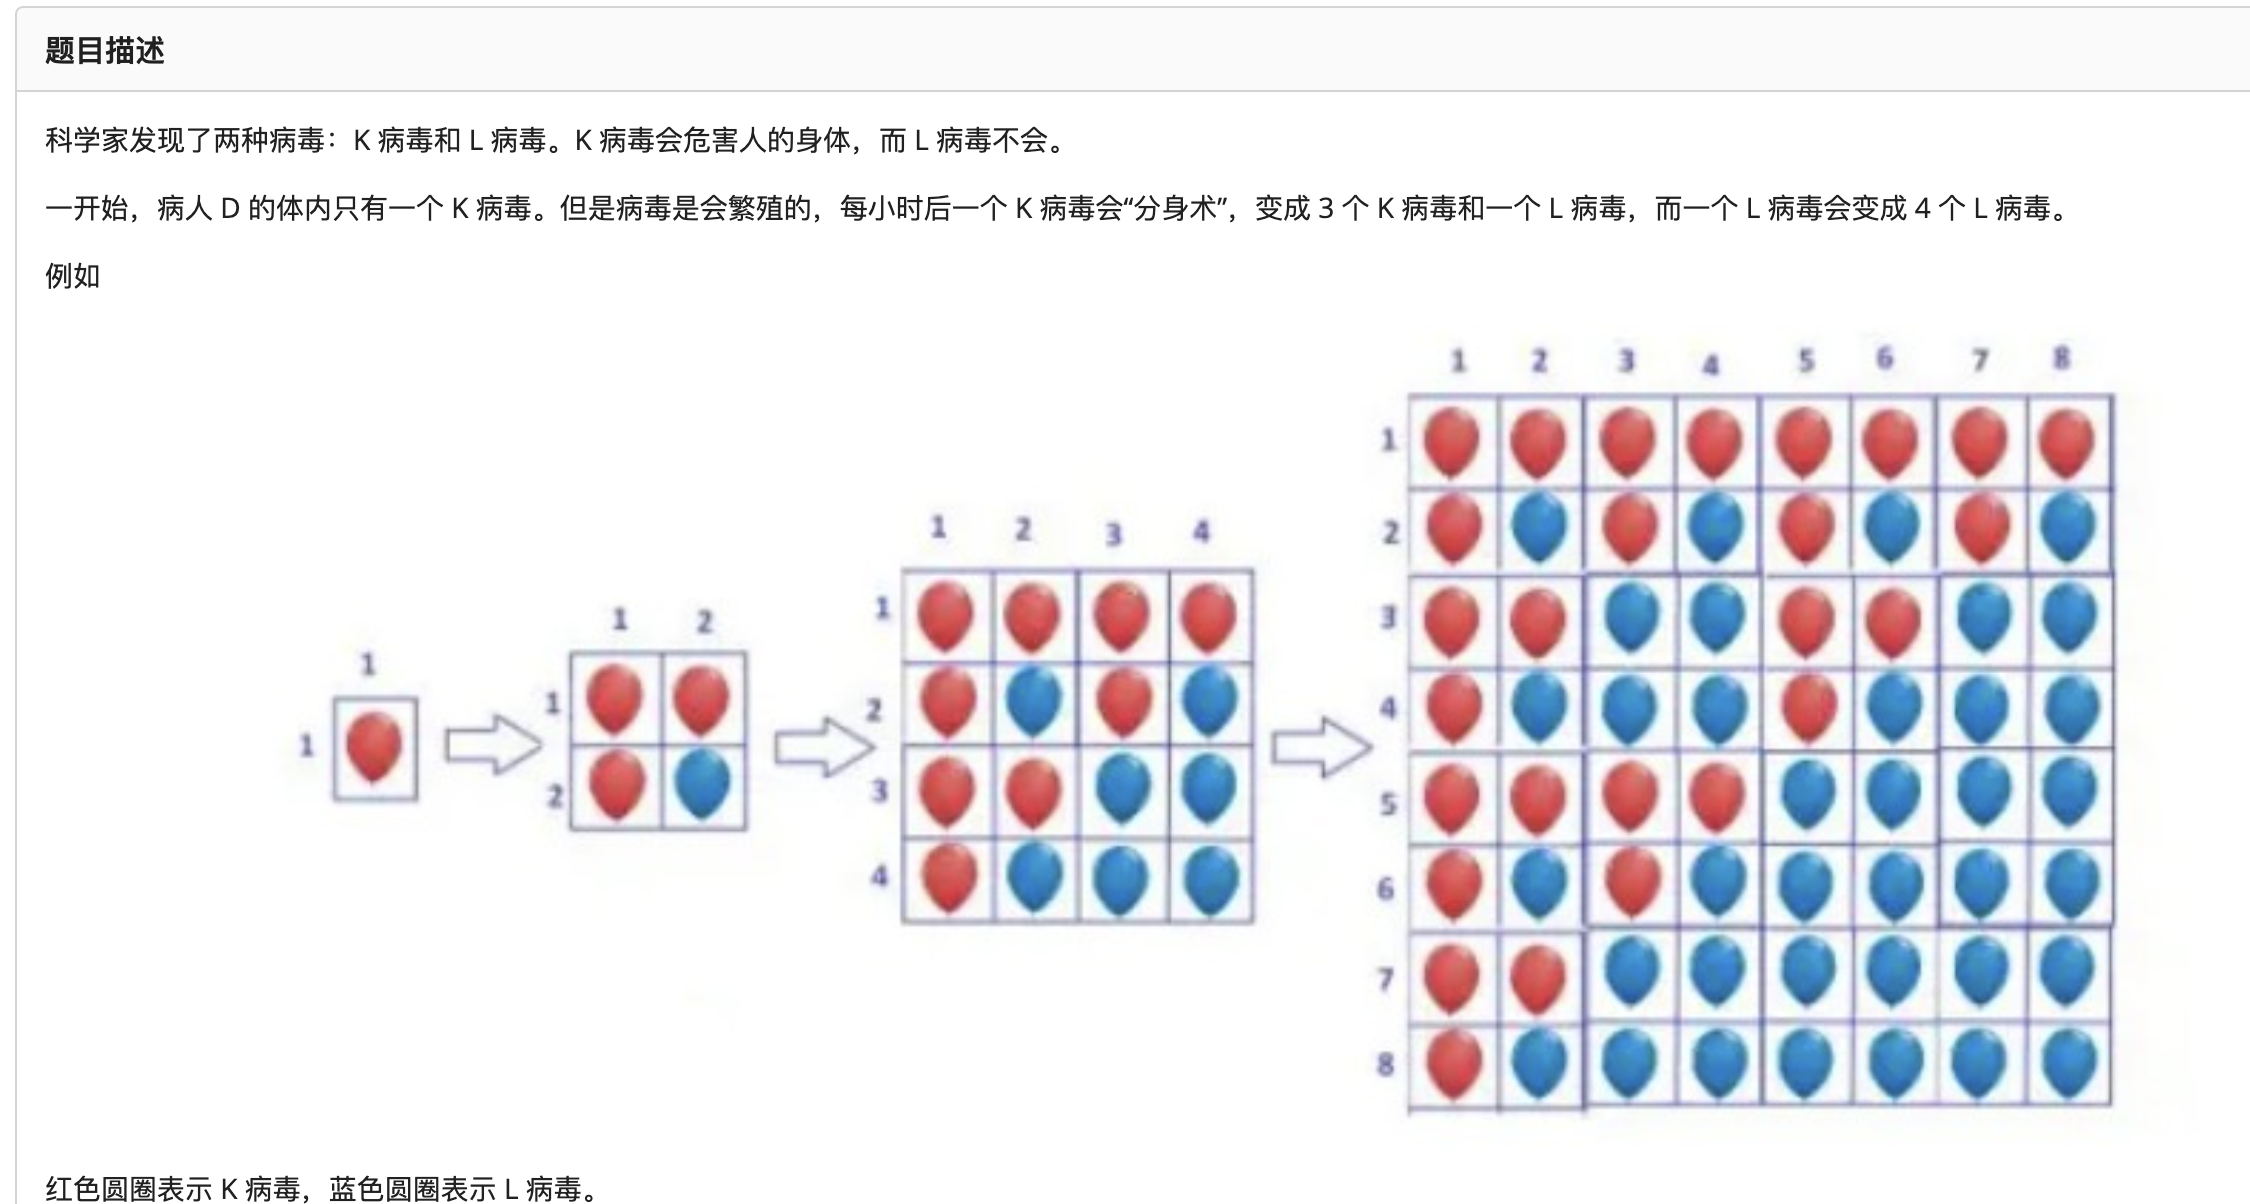 题目描述
科学家发现了两种病毒：K 病毒和 L 病毒。K 病毒会危害人的身体，而 L 病毒不会。
一开始，病人 D 的体内只有一个 K 病毒。但是病毒是会繁殖的，每小时后一个 K 病毒会“分身术”，变成 3 个 K 病毒和一个 L 病毒，而一个 L 病毒会变成 4 个 L 病毒。
例如
1
1
1 2
1
2
1 2 3 4
1
2
3
4
1 2 3 4 5 6 7 8
1
2
3
4
5
6
7
8
红色圆圈表示 K 病毒，蓝色圆圈表示 L 病毒。